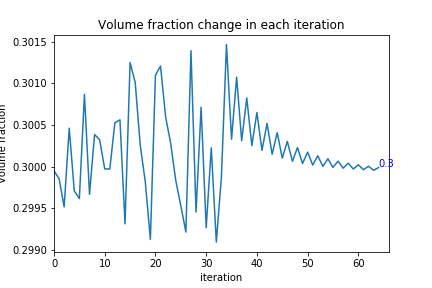 Volume fraction change in each iteration
0.3015
0.3010
0.3005
0.3000
0.2995
0.2990
volume fraction
0.3
0 10 20 30 40 50 60
iteration